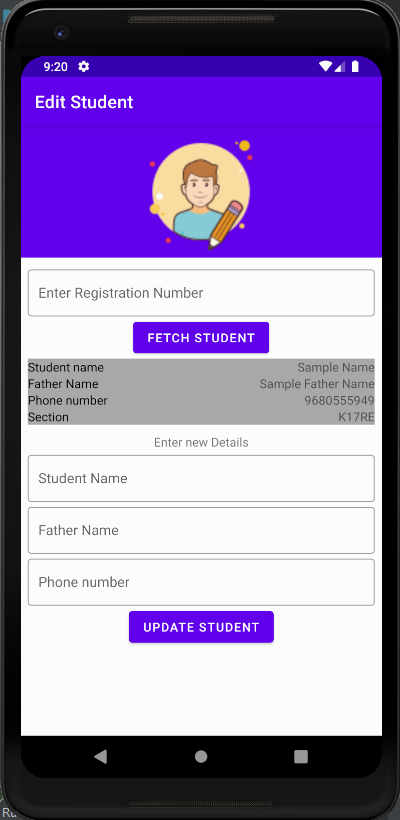 9:20
Edit Student
Enter Registration Number
FETCH STUDENT
Student name Sample Name
Father Name Sample Father Name
Phone number 9680555949
Section K17RE
Enter new Details
Student Name
Father Name
Phone number
UPDATE STUDENT